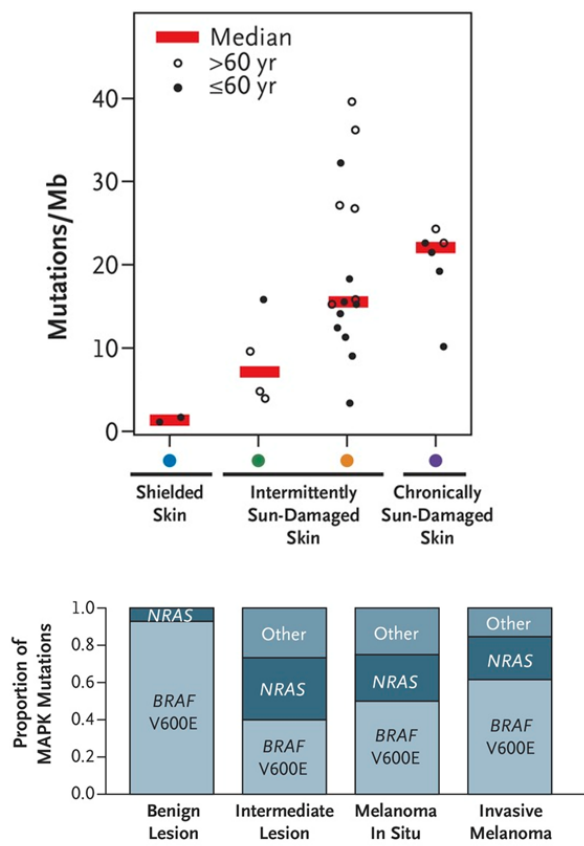 Median
>60 yr
≤60 yr
Mutations/Mb
40
30
20
10
0
Shielded
Skin
Intermittently
Sun-Damaged
Skin
Chronically
Sun-Damaged
Skin
Proportion of
MAPK Mutations
1.0
0.8
0.6
0.4
0.2
0.0
NRAS
BRAF
V600E
Other
NRAS
BRAF
V600E
Other
NRAS
BRAF
V600E
Other
NRAS
BRAF
V600E
Benign
Lesion
Intermediate
Lesion
Melanoma
In Situ
Invasive
Melanoma